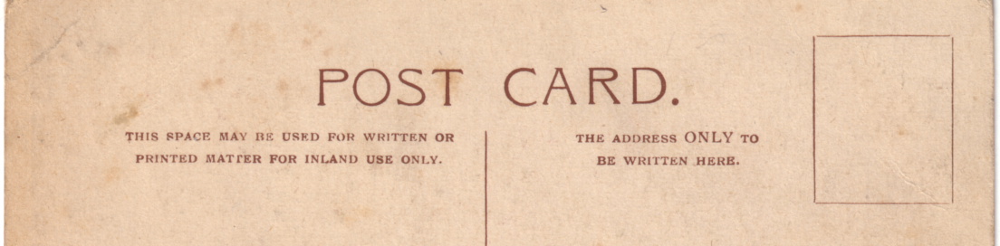 POST CARD.
THIS SPACE MAY BE USED FOR WRITTEN OR
PRINTED MATTER FOR INLAND USE ONLY.
THE ADDRESS ONLY TO
BE WRITTEN HERE.